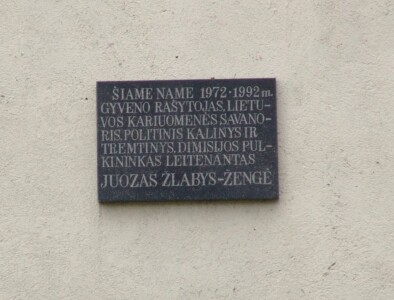 ŠIAME NAME 1972-1992 m.
GYVENO RAŠYTOJAS, LIETU-
VOS KARIUOMENĖS SAVANO-
RIS, POLITINIS KALINYS IR
TREMTINYS, DIMISIJOS PUL-
KININKAS LEITENANTAS
JUOZAS ŽLABYS-ŽENGĖ